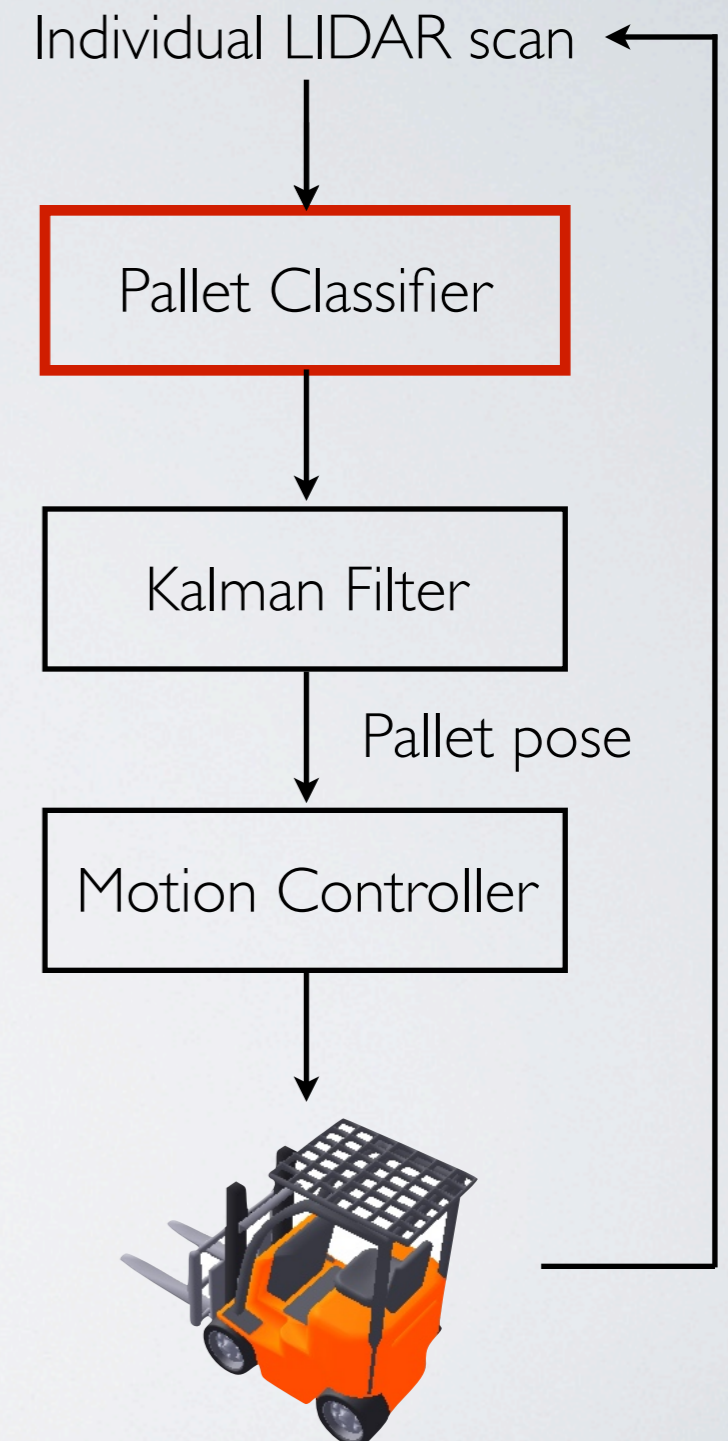 Individual LIDAR scan
Pallet Classifier
Kalman Filter
Pallet pose
Motion Controller